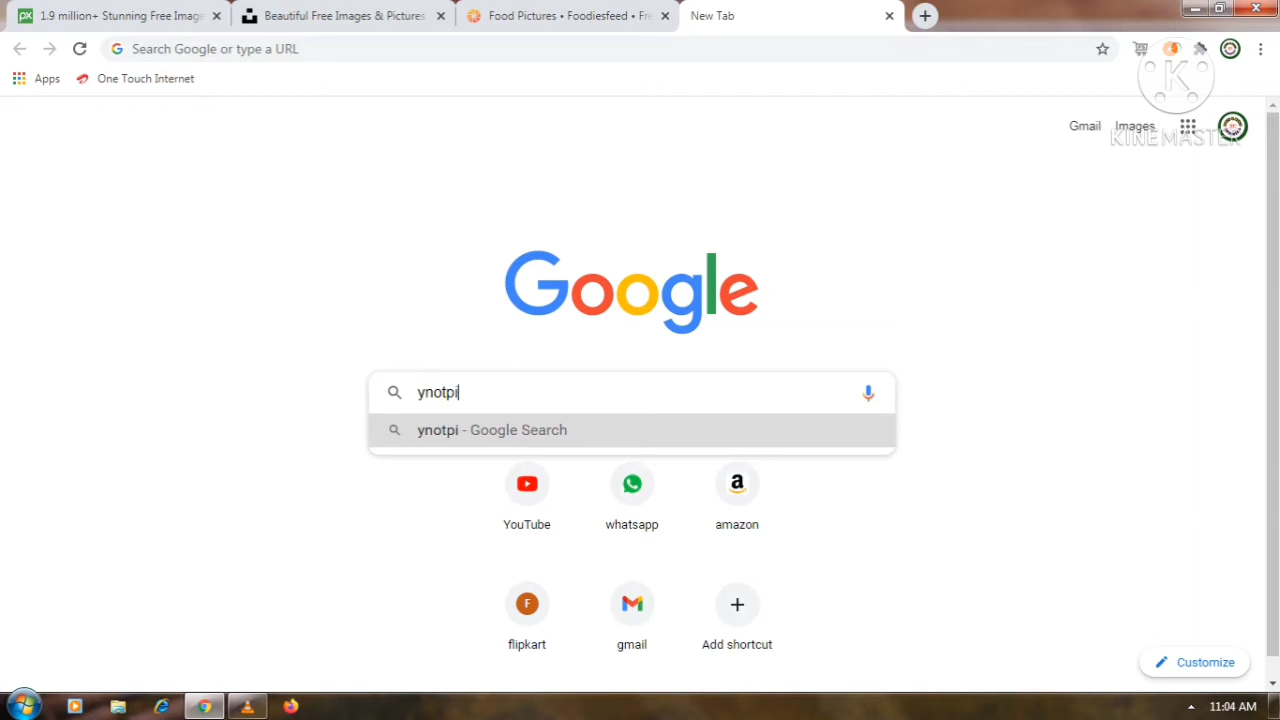 1.9 million+ Stunning Free Image
Beautiful Free Images & Pictures
Food Pictures • Foodiesfeed • Fre
New Tab
Search Google or type a URL
Apps
One Touch Internet
K
KINEMASTER
Gmail
Images
Google
ynotpi
ynotpi - Google Search
YouTube
whatsapp
amazon
F
flipkart
gmail
Add shortcut
Customize
11:04 AM